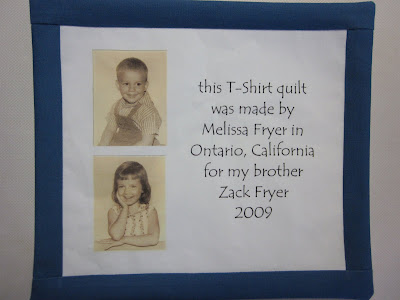 this T-Shirt quilt
was made by
Melissa Fryer in
Ontario, California
for my brother
Zack Fryer
2009